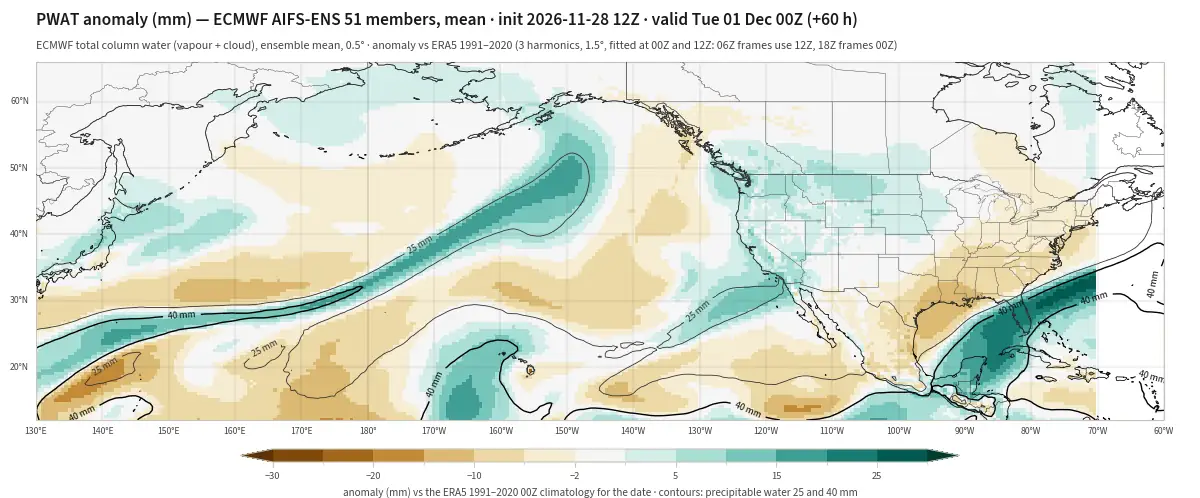 PWAT anomaly (mm) — ECMWF AIFS-ENS 51 members, mean · init 2026-11-28 12Z · valid Tue 01 Dec 00Z (+60 h)
ECMWF total column water (vapour + cloud), ensemble mean, 0.5° · anomaly vs ERA5 1991–2020 (3 harmonics, 1.5°, fitted at 00Z and 12Z: 06Z frames use 12Z, 18Z frames 00Z)
60°N
50°N
40°N
30°N
20°N
25 mm
40 mm
25 mm
40 mm
40 mm
40 mm
25 mm
25 mm
40 mm
40 mm
40 mm
40 mm
130°E 140°E 150°E 160°E 170°E 180° 170°W 160°W 150°W 140°W 130°W 120°W 110°W 100°W 90°W 80°W 70°W 60°W
−30 −20 −10 −2 5 15 25
anomaly (mm) vs the ERA5 1991–2020 00Z climatology for the date · contours: precipitable water 25 and 40 mm